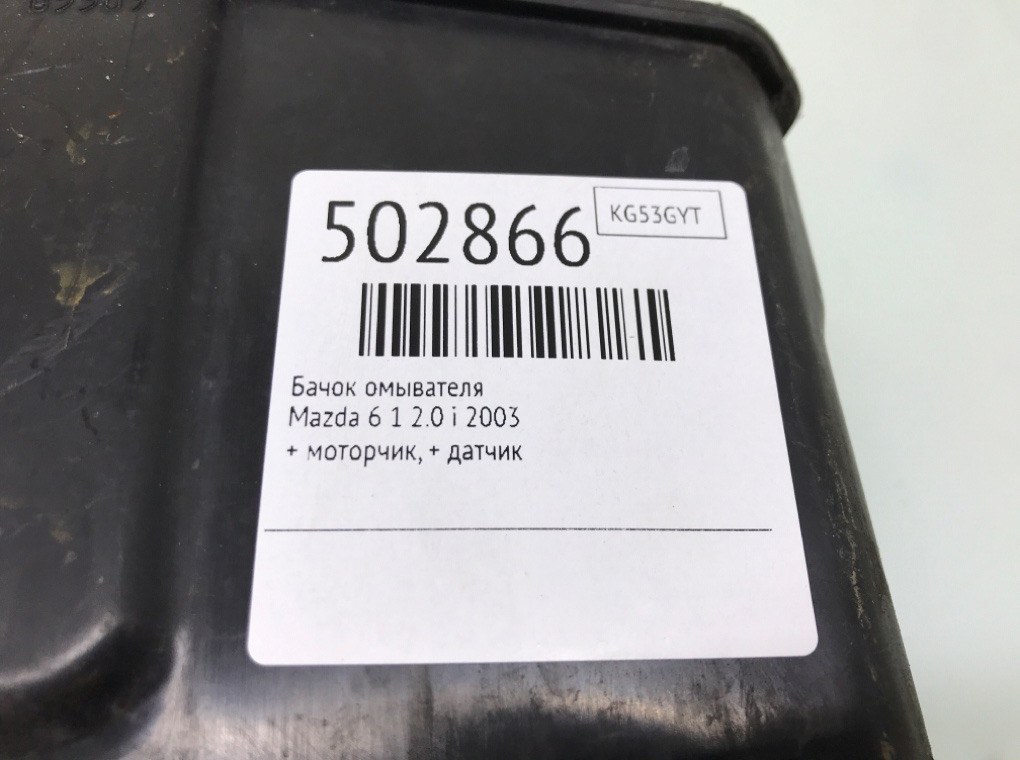 502866
KG53GYT
Бачок омывателя
Mazda 6 1 2.0 i 2003
+ моторчик, + датчик